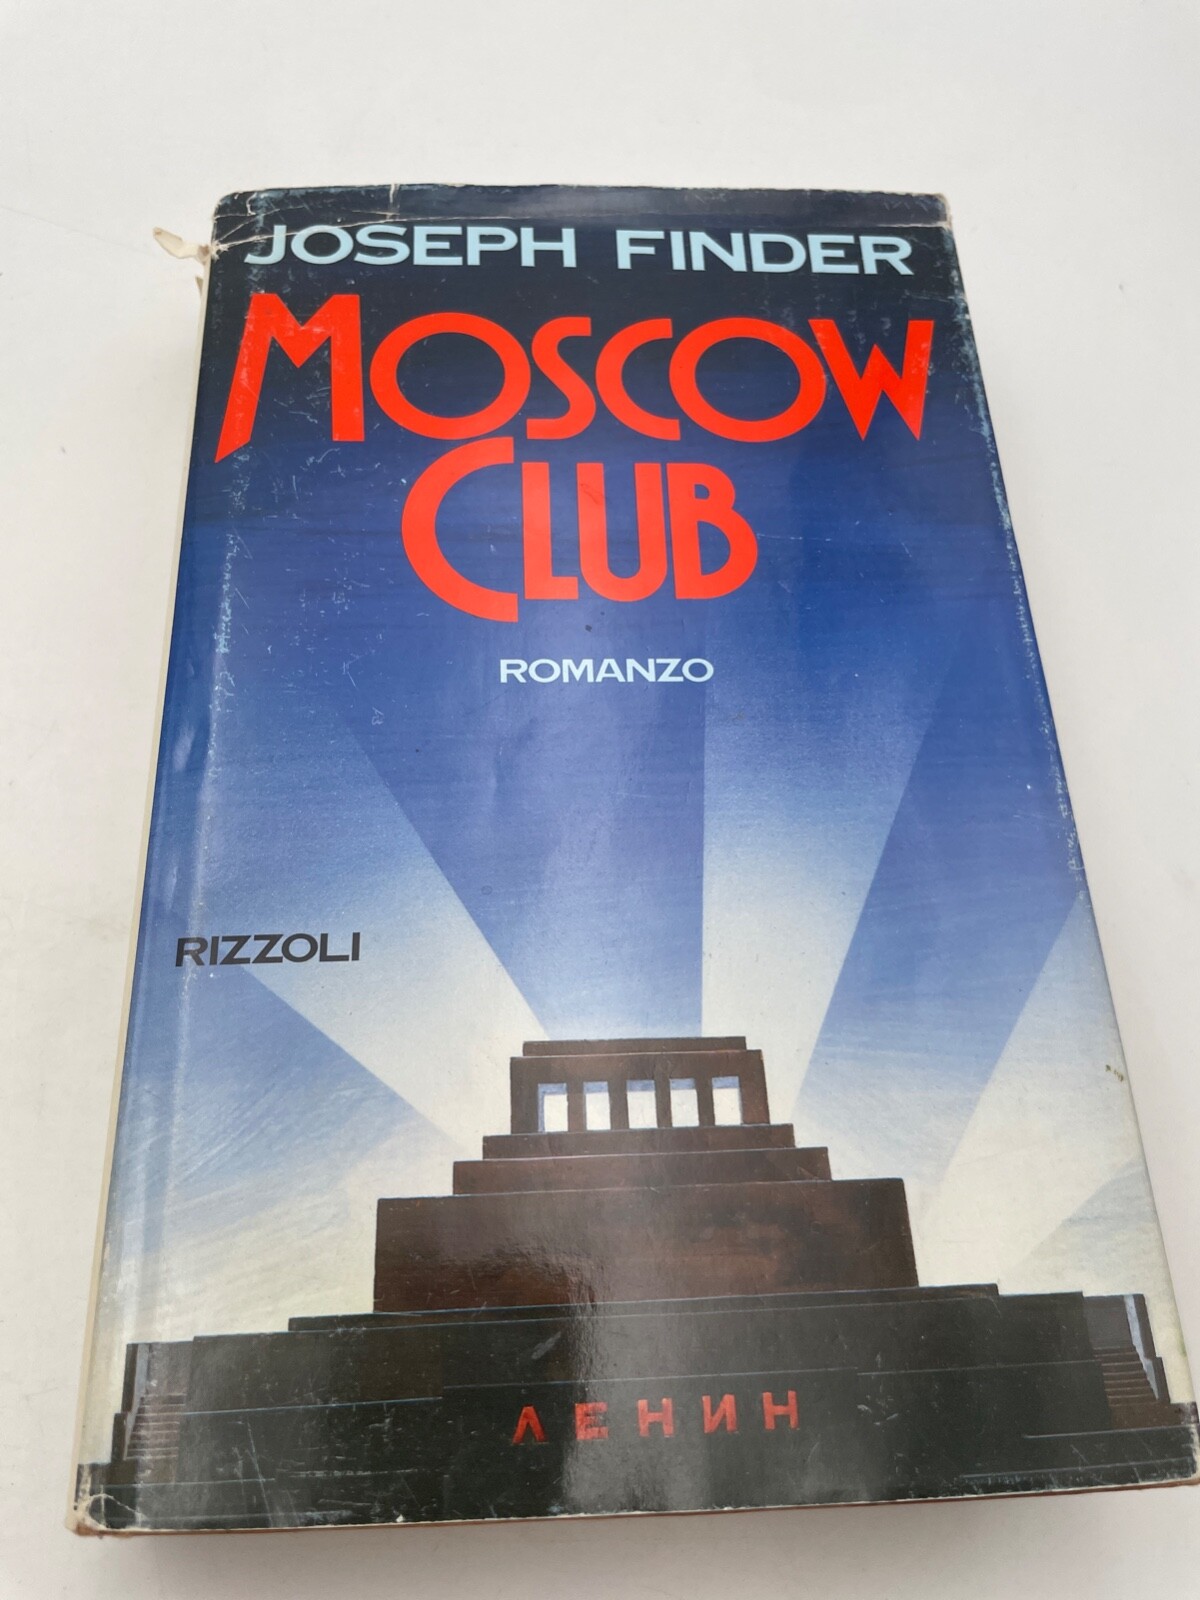 JOSEPH FINDER
MOSCOW
CLUB
ROMANZO
RIZZOLI
ЛЕНИН